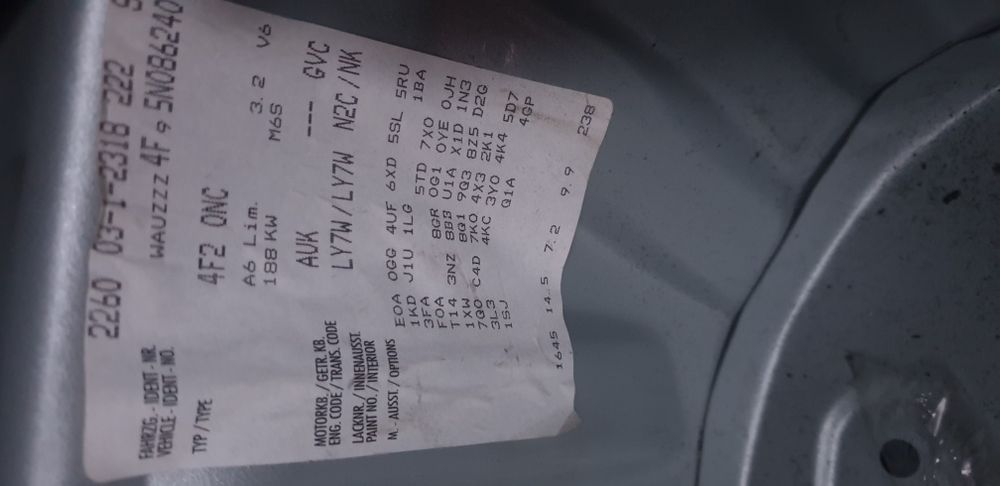 2260 03-1-2318 222
FAHRZG.- IDENT.- NR.
VEHICLE- IDENT.-NO.
WAUZZZ 4F 9 5N086240
TYP / TYPE
4F2 0NC
A6 Lim. 3.2 V6
188 KW M6S
MOTORKB./GETR.KB.
ENG. CODE/TRANS. CODE
AUK --- GVC
LACKNR./INNENAUSST.
PAINT NO./INTERIOR
LY7W/LY7W N2C/NK
M.-AUSST./OPTIONS
E0A 0GG 4UF 6XD 5SL 5RU
1KD J1U 1LG 5TD 7X0 1BA
3FA
F0A 8GR 0G1 0YE 0JH
T14 3NZ 8BB U1A X1D 1N3
1XW 8Q1 9Q3 8Z5 D2G
7Q0 C4D 7K0 4X3 2K1
3L3 4KC 3Y0 4K4 5D7
1SJ Q1A 4GP
1645 14.5 7.2 9.9 238